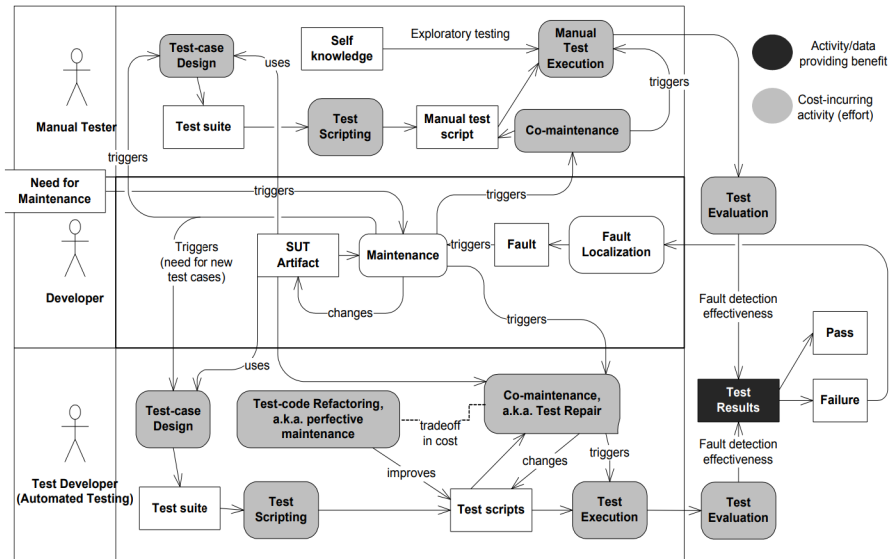 Test-case
Design
uses
Self
knowledge
Exploratory testing
Manual
Test
Execution
triggers
Activity/data
providing benefit
Cost-incurring
activity (effort)
Manual Tester
Test suite
Test
Scripting
Manual test
script
Co-maintenance
triggers
Need for
Maintenance
triggers
triggers
Test
Evaluation
Triggers
(need for new
test cases)
SUT
Artifact
Maintenance
triggers
Fault
Fault
Localization
Developer
changes
triggers
Fault detection
effectiveness
Pass
uses
Test-case
Design
Test-code Refactoring,
a.k.a. perfective
maintenance
tradeoff
in cost
Co-maintenance,
a.k.a. Test Repair
Test
Results
Failure
Fault detection
effectiveness
improves
changes
triggers
Test Developer
(Automated Testing)
Test suite
Test
Scripting
Test scripts
Test
Execution
Test
Evaluation